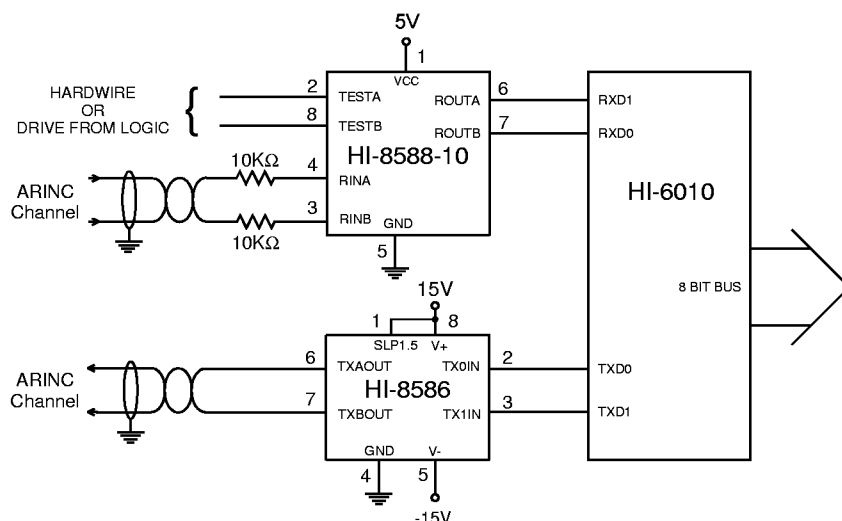 5V
1
VCC
HARDWIRE
OR
DRIVE FROM LOGIC
{
2
TESTA
8
TESTB
ROUTA
6
ROUTB
7
HI-8588-10
RXD1
RXD0
HI-6010
ARINC
Channel
10KΩ
4
RINA
10KΩ
3
RINB
GND
5
8 BIT BUS
15V
1
8
SLP1.5
V+
ARINC
Channel
6
TXAOUT
7
TXBOUT
HI-8586
TX0IN
2
TX1IN
3
TXD0
TXD1
GND
V-
4
5
-15V